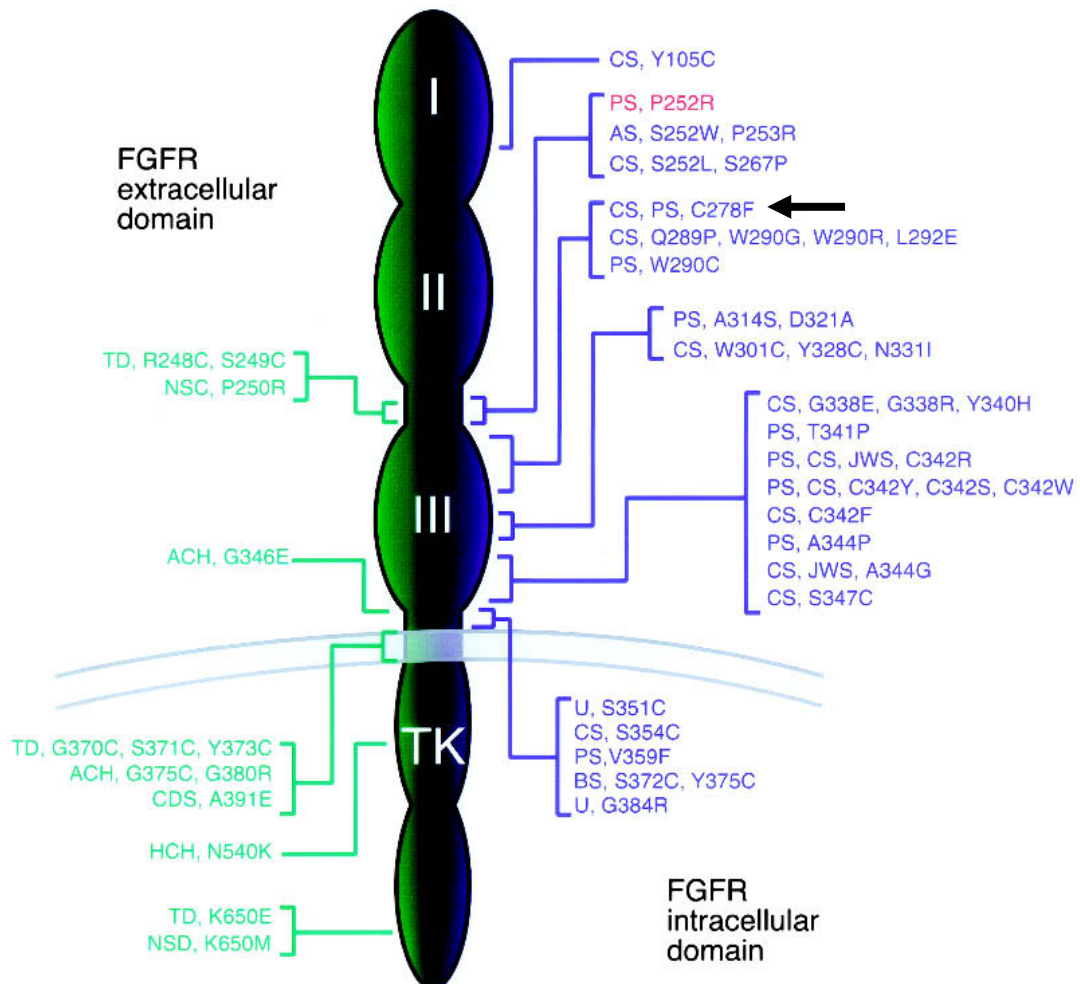 I
CS, Y105C
PS, P252R
AS, S252W, P253R
CS, S252L, S267P
FGFR
extracellular
domain
CS, PS, C278F
CS, Q289P, W290G, W290R, L292E
PS, W290C
II
PS, A314S, D321A
CS, W301C, Y328C, N331I
TD, R248C, S249C
NSC, P250R
CS, G338E, G338R, Y340H
PS, T341P
PS, CS, JWS, C342R
PS, CS, C342Y, C342S, C342W
CS, C342F
PS, A344P
CS, JWS, A344G
CS, S347C
III
ACH, G346E
U, S351C
CS, S354C
PS,V359F
BS, S372C, Y375C
U, G384R
TK
TD, G370C, S371C, Y373C
ACH, G375C, G380R
CDS, A391E
HCH, N540K
TD, K650E
NSD, K650M
FGFR
intracellular
domain